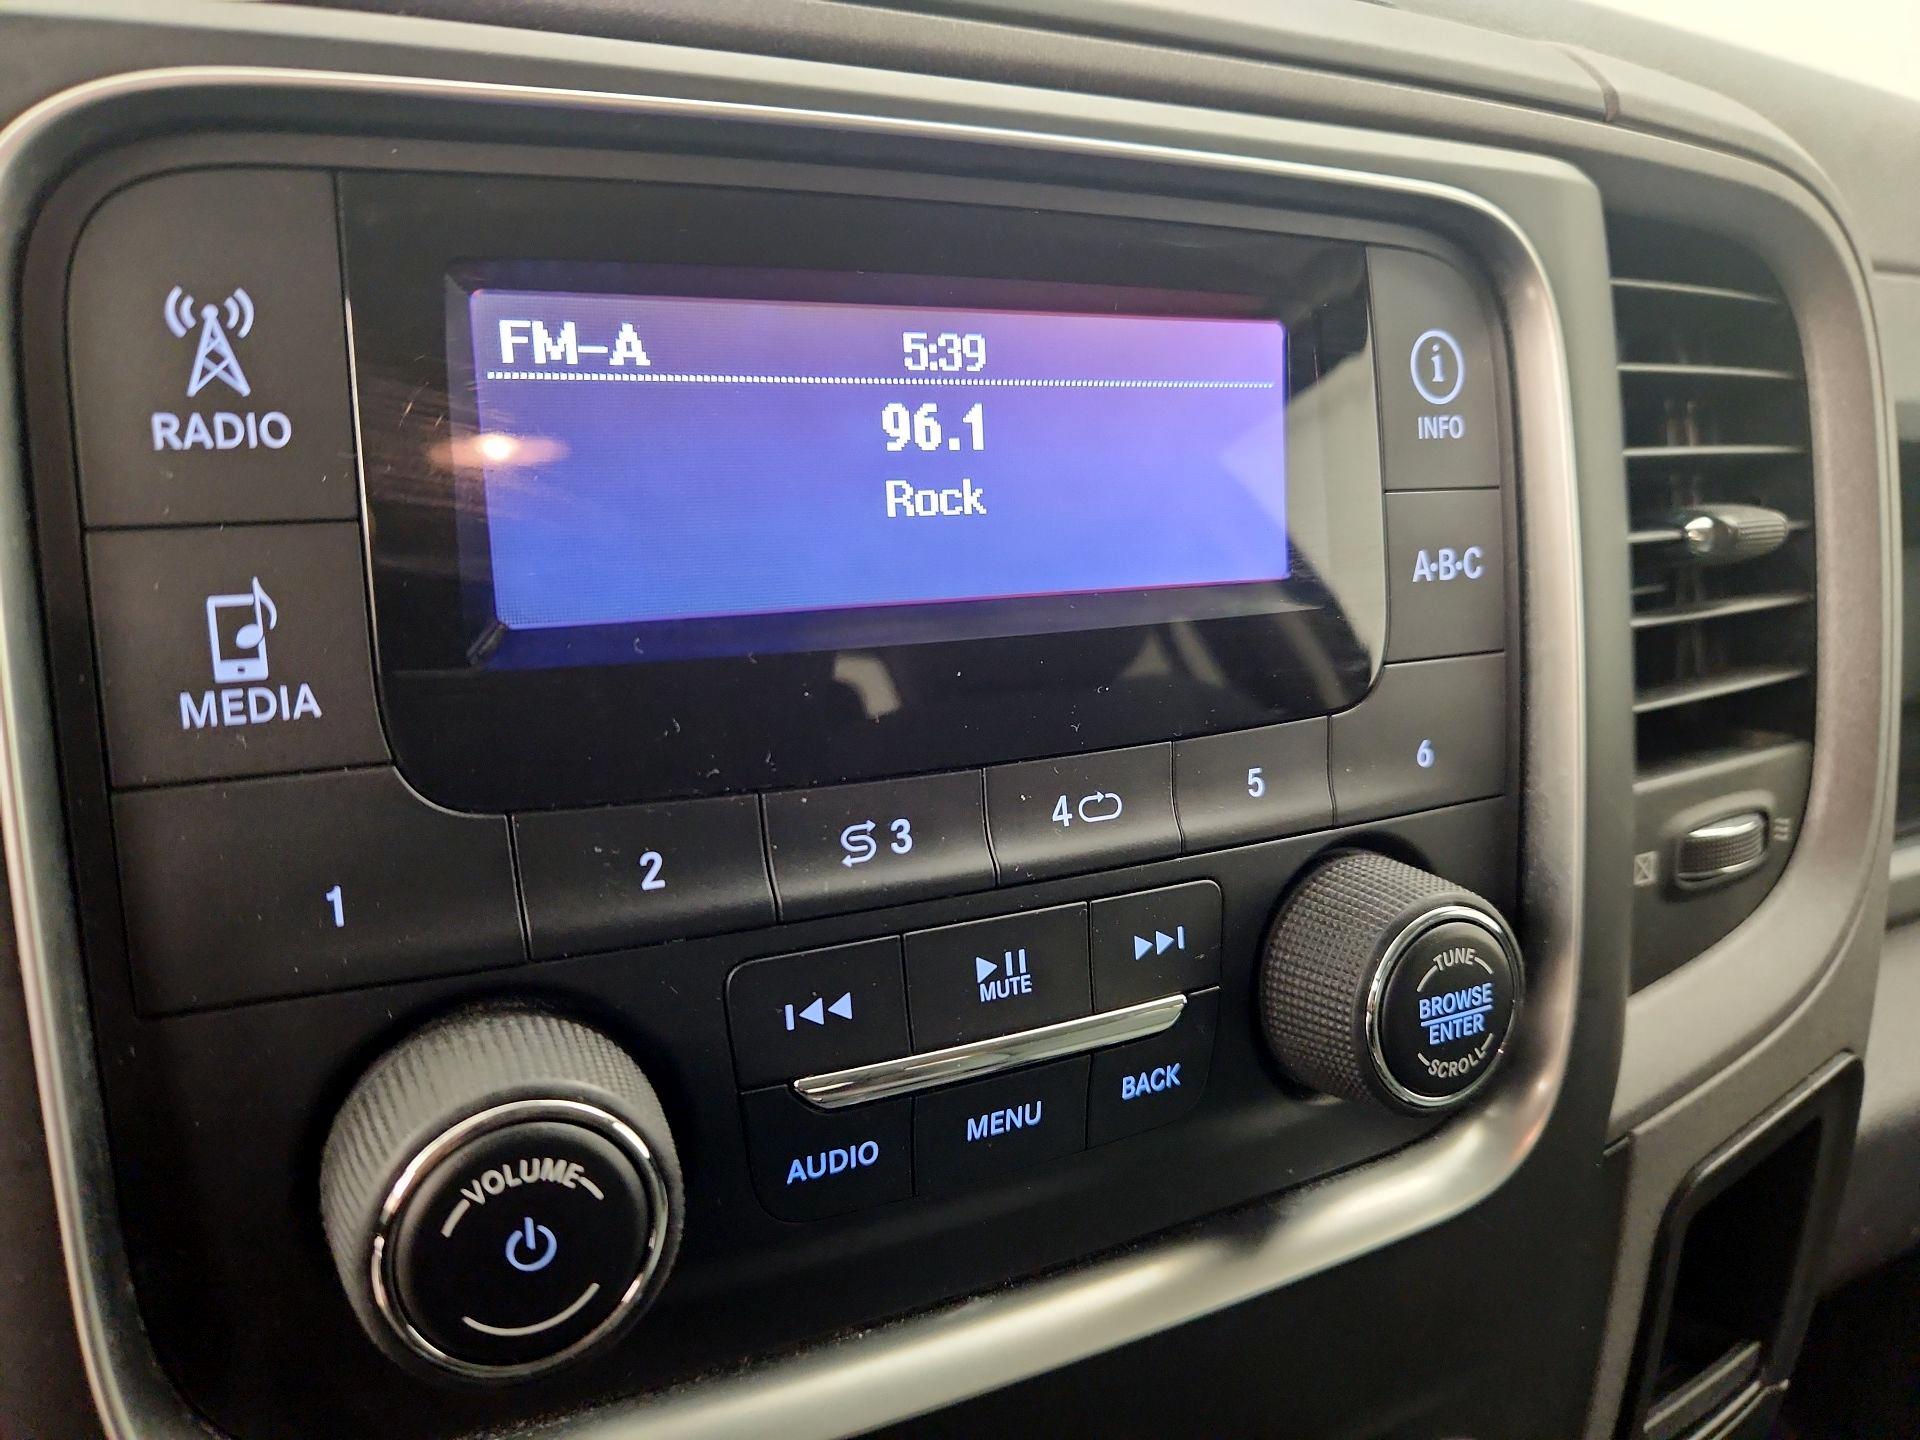 FM-A 5:39
96.1
Rock
RADIO
MEDIA
i
INFO
A·B·C
1 2 3 4 5 6
MUTE
AUDIO MENU BACK
VOLUME
TUNE
BROWSE
ENTER
SCROLL